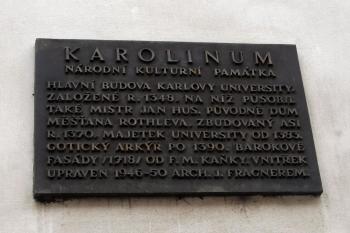 KAROLINUM
NÁRODNÍ KULTURNÍ PAMÁTKA
HLAVNÍ BUDOVA KARLOVY UNIVERSITY,
ZALOŽENÉ R. 1348. NA NÍŽ PŮSOBIL
TAKÉ MISTR JAN HUS. PŮVODNĚ DŮM
MĚŠŤANA ROTHLEVA, ZBUDOVANÝ ASI
R. 1370. MAJETEK UNIVERSITY OD 1383.
GOTICKÝ ARKÝŘ PO 1390. BAROKOVÉ
FASÁDY /1718/ OD F. M. KAŇKY. VNITŘEK
UPRAVEN 1946-50 ARCH. J. FRAGNEREM.